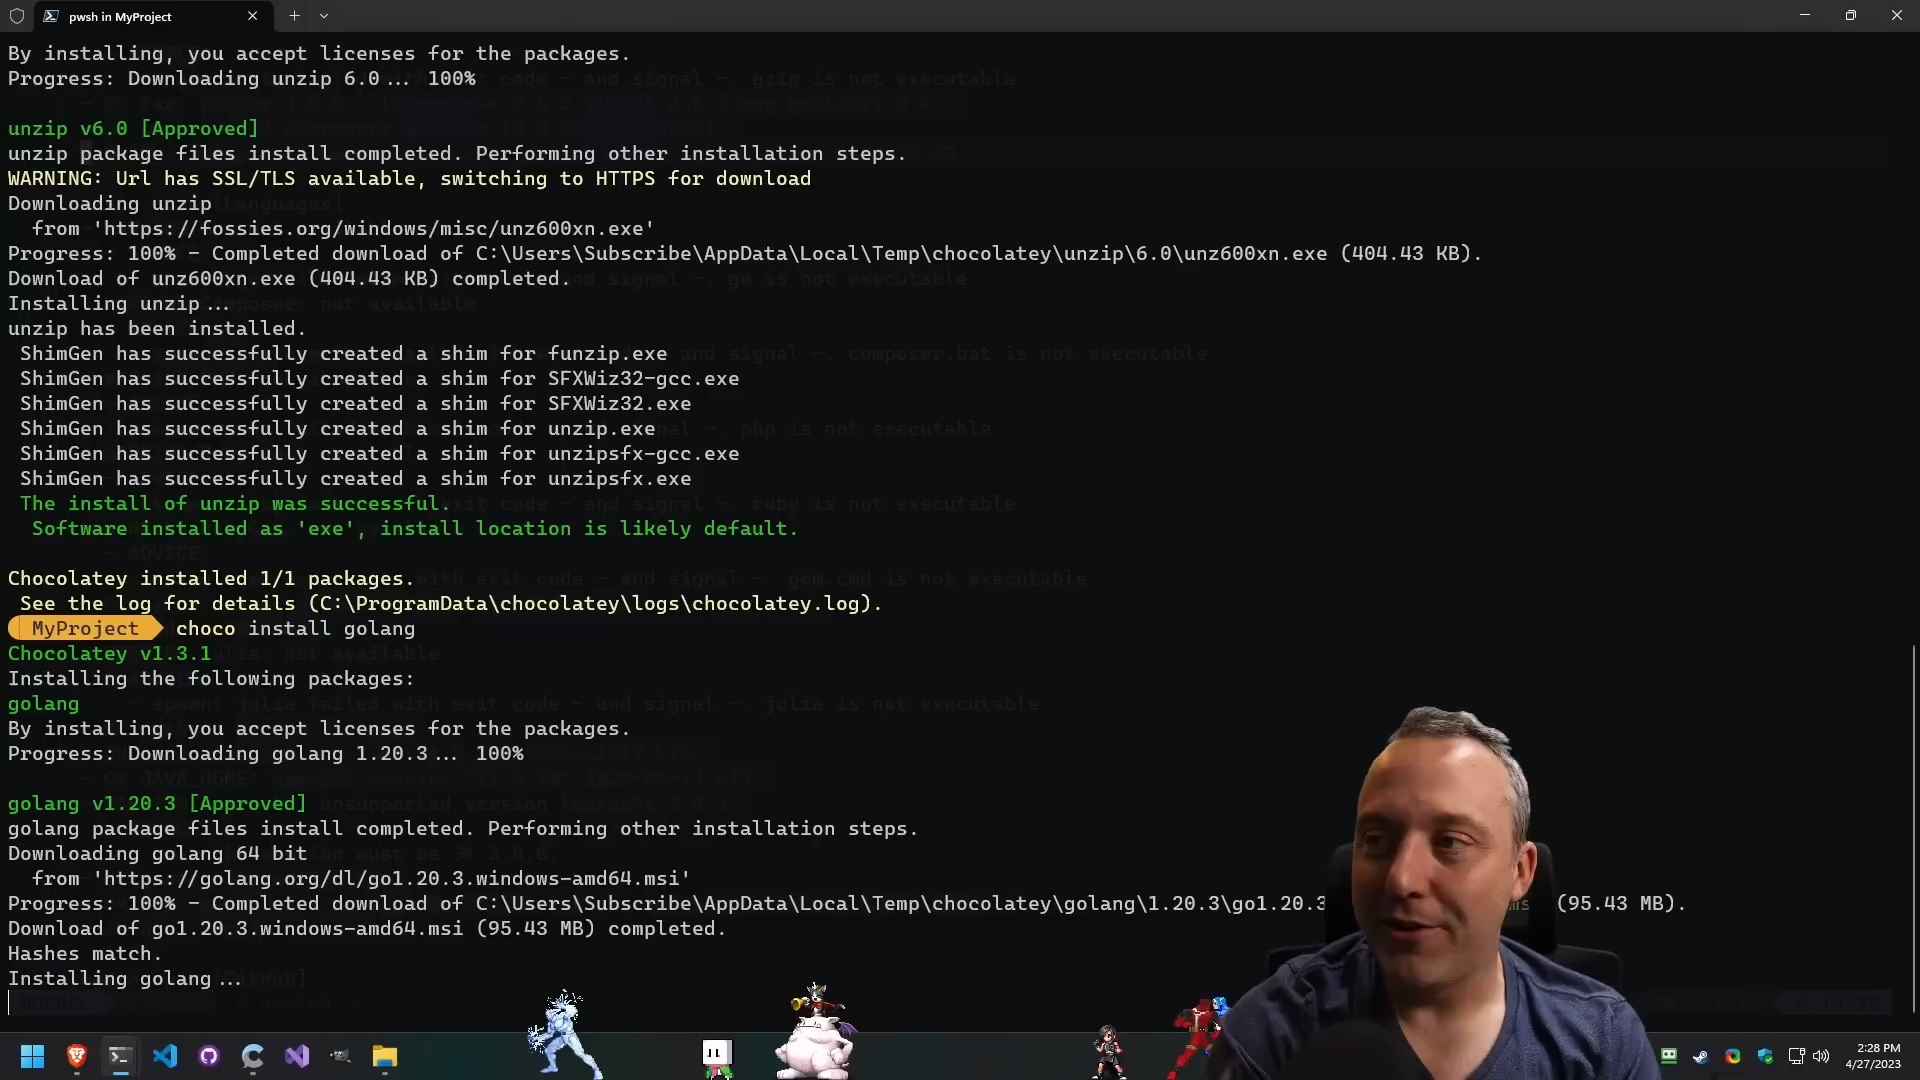 pwsh in MyProject
By installing, you accept licenses for the packages.
Progress: Downloading unzip 6.0... 100%
unzip v6.0 [Approved]
unzip package files install completed. Performing other installation steps.
WARNING: Url has SSL/TLS available, switching to HTTPS for download
Downloading unzip
from 'https://fossies.org/windows/misc/unz600xn.exe'
Progress: 100% - Completed download of C:\Users\Subscribe\AppData\Local\Temp\chocolatey\unzip\6.0\unz600xn.exe (404.43 KB).
Download of unz600xn.exe (404.43 KB) completed.
Installing unzip...
unzip has been installed.
ShimGen has successfully created a shim for funzip.exe
ShimGen has successfully created a shim for SFXWiz32-gcc.exe
ShimGen has successfully created a shim for SFXWiz32.exe
ShimGen has successfully created a shim for unzip.exe
ShimGen has successfully created a shim for unzipsfx-gcc.exe
ShimGen has successfully created a shim for unzipsfx.exe
The install of unzip was successful.
Software installed as 'exe', install location is likely default.
Chocolatey installed 1/1 packages.
See the log for details (C:\ProgramData\chocolatey\logs\chocolatey.log).
MyProject choco install golang
Chocolatey v1.3.1
Installing the following packages:
golang
By installing, you accept licenses for the packages.
Progress: Downloading golang 1.20.3... 100%
golang v1.20.3 [Approved]
golang package files install completed. Performing other installation steps.
Downloading golang 64 bit
from 'https://golang.org/dl/go1.20.3.windows-amd64.msi'
Progress: 100% - Completed download of C:\Users\Subscribe\AppData\Local\Temp\chocolatey\golang\1.20.3\go1.20.3 (95.43 MB).
Download of go1.20.3.windows-amd64.msi (95.43 MB) completed.
Hashes match.
Installing golang...
2:28 PM
4/27/2023